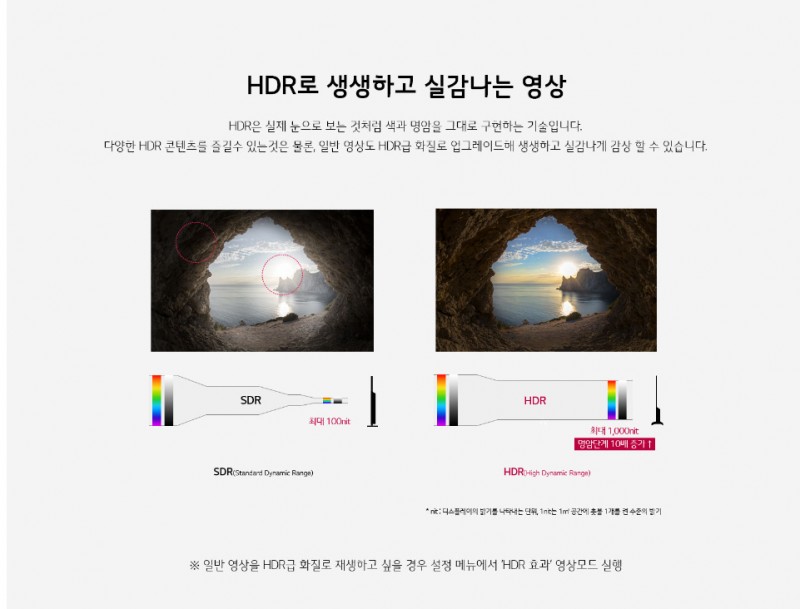 HDR로 생생하고 실감나는 영상
HDR은 실제 눈으로 보는 것처럼 색과 명암을 그대로 구현하는 기술입니다.
다양한 HDR 콘텐츠를 즐길수 있는것은 물론, 일반 영상도 HDR급 화질로 업그레이드해 생생하고 실감나게 감상 할 수 있습니다.
SDR
최대 100nit
HDR
최대 1,000nit
명암단계 10배 증가↑
SDR(Standard Dynamic Range)
HDR(High Dynamic Range)
* nit : 디스플레이의 밝기를 나타내는 단위, 1nit는 1㎡ 공간에 촛불 1개를 켠 수준의 밝기
※ 일반 영상을 HDR급 화질로 재생하고 싶을 경우 설정 메뉴에서 'HDR 효과' 영상모드 실행